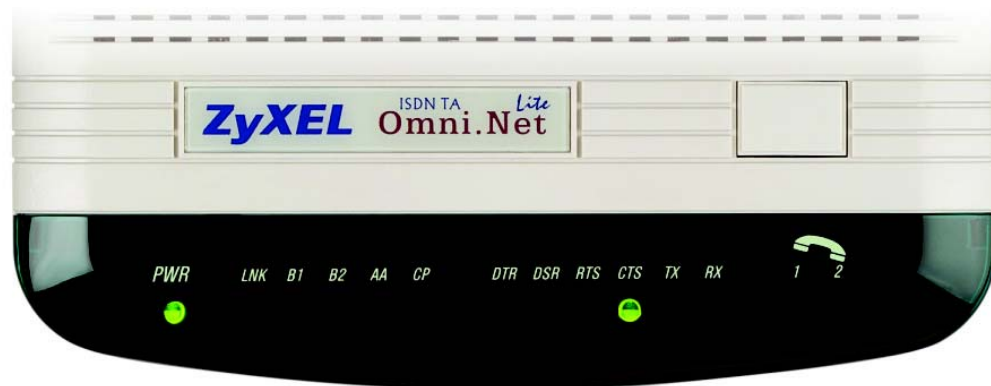 ZyXEL ISDN TA Lite
Omni.Net
PWR LNK B1 B2 AA CP DTR DSR RTS CTS TX RX 1 2